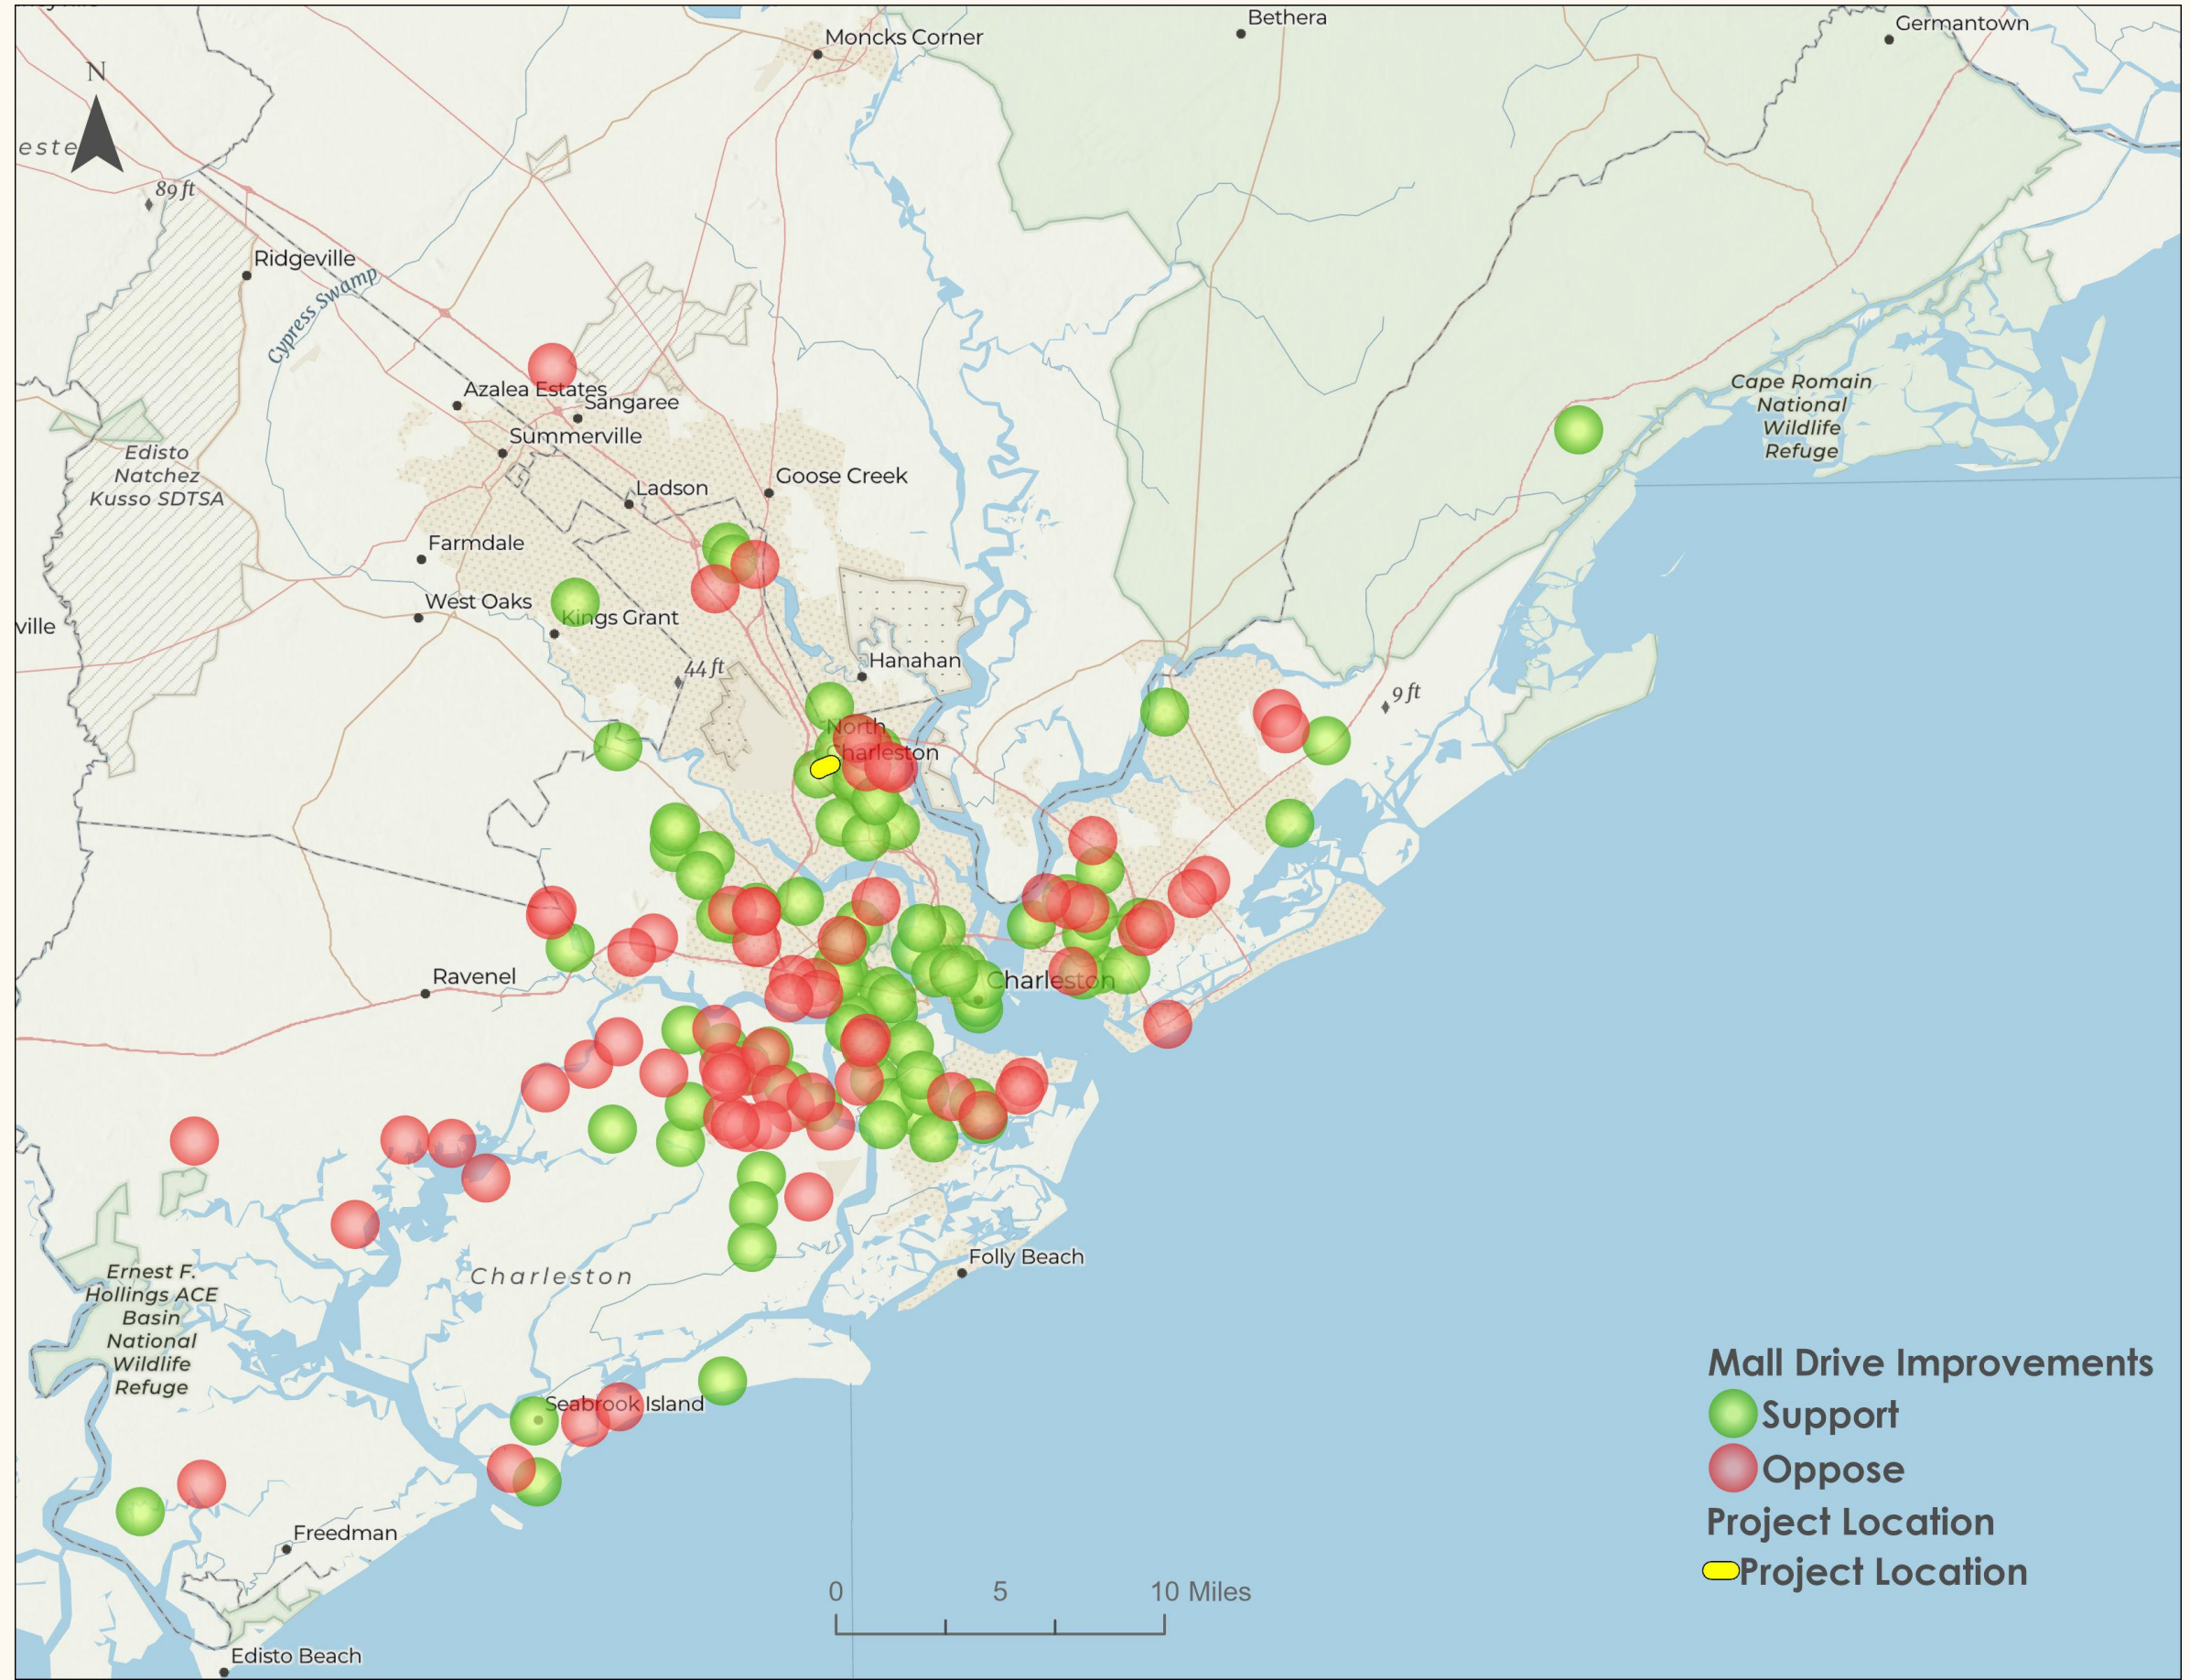 Bethera
Germantown
Moncks Corner
N
este
89 ft
Ridgeville
Cypress Swamp
Azalea Estates
Sangaree
Summerville
Cape Romain
National
Wildlife
Refuge
Edisto
Natchez
Kusso SDTSA
Goose Creek
Ladson
Farmdale
West Oaks
Kings Grant
ville
Hanahan
44 ft
9 ft
North
Charleston
Ravenel
Charleston
Folly Beach
Charleston
Ernest F.
Hollings ACE
Basin
National
Wildlife
Refuge
Seabrook Island
Freedman
Edisto Beach
Mall Drive Improvements
Support
Oppose
Project Location
Project Location
0 5 10 Miles